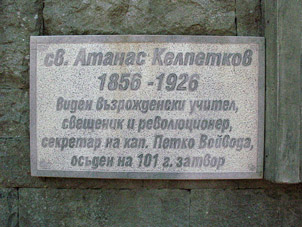 св. Атанас Келпетков
1856 - 1926
виден възрожденски учител,
свещеник и революционер,
секретар на кап. Петко Войвода,
осъден на 101 г. затвор